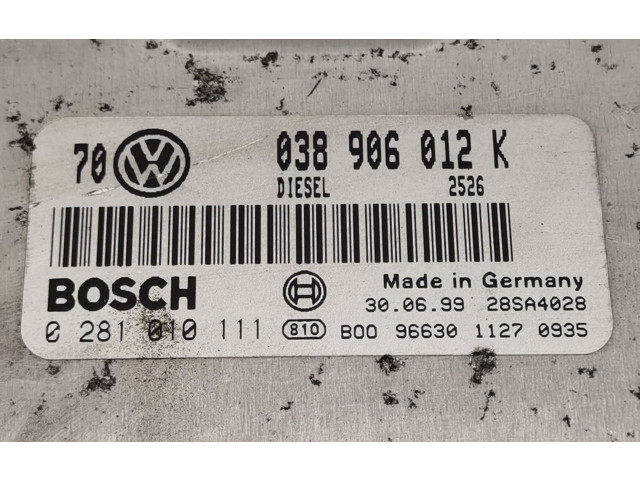 70 VW 038 906 012 K
DIESEL 2526
BOSCH Made in Germany
30.06.99 28SA4028
0 281 010 111 810 B00 96630 1127 0935